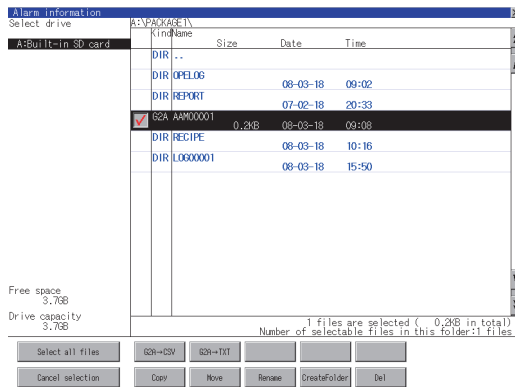 Alarm information
Select drive
A:\PACKAGE1\
A:Built-in SD card
Kind Name
Size Date Time
DIR ..
DIR OPELOG
08-03-18 09:02
DIR REPORT
07-02-18 20:33
G2A AAM00001
0.2KB 08-03-18 09:08
DIR RECIPE
08-03-18 10:16
DIR LOG00001
08-03-18 15:50
Free space
3.7GB
Drive capacity
3.7GB
1 files are selected ( 0.2KB in total)
Number of selectable files in this folder:1 files
Select all files G2A→CSV G2A→TXT
Cancel selection Copy Move Rename CreateFolder Del